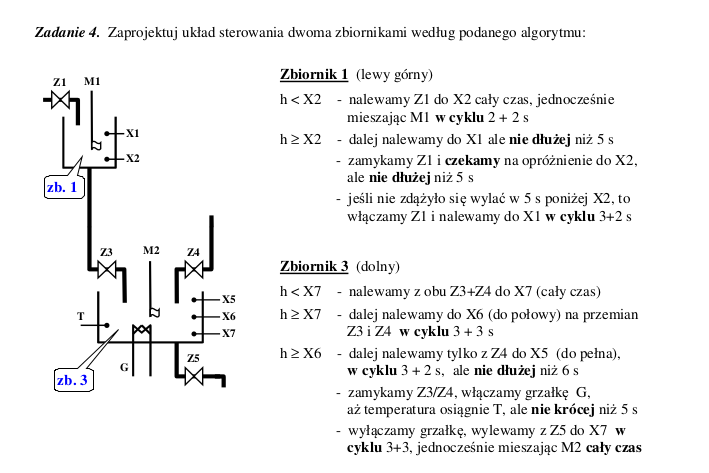 Zadanie 4. Zaprojektuj układ sterowania dwoma zbiornikami według podanego algorytmu:
Z1 M1
X1
X2
zb. 1
Z3 M2 Z4
X5
T X6
X7
G Z5
zb. 3
Zbiornik 1 (lewy górny)
h < X2 - nalewamy Z1 do X2 cały czas, jednocześnie
mieszając M1 w cyklu 2 + 2 s
h ≥ X2 - dalej nalewamy do X1 ale nie dłużej niż 5 s
- zamykamy Z1 i czekamy na opróżnienie do X2,
ale nie dłużej niż 5 s
- jeśli nie zdążyło się wylać w 5 s poniżej X2, to
włączamy Z1 i nalewamy do X1 w cyklu 3+2 s
Zbiornik 3 (dolny)
h < X7 - nalewamy z obu Z3+Z4 do X7 (cały czas)
h ≥ X7 - dalej nalewamy do X6 (do połowy) na przemian
Z3 i Z4 w cyklu 3 + 3 s
h ≥ X6 - dalej nalewamy tylko z Z4 do X5 (do pełna),
w cyklu 3 + 2 s, ale nie dłużej niż 6 s
- zamykamy Z3/Z4, włączamy grzałkę G,
aż temperatura osiągnie T, ale nie krócej niż 5 s
- wyłączamy grzałkę, wylewamy z Z5 do X7 w
cyklu 3+3, jednocześnie mieszając M2 cały czas